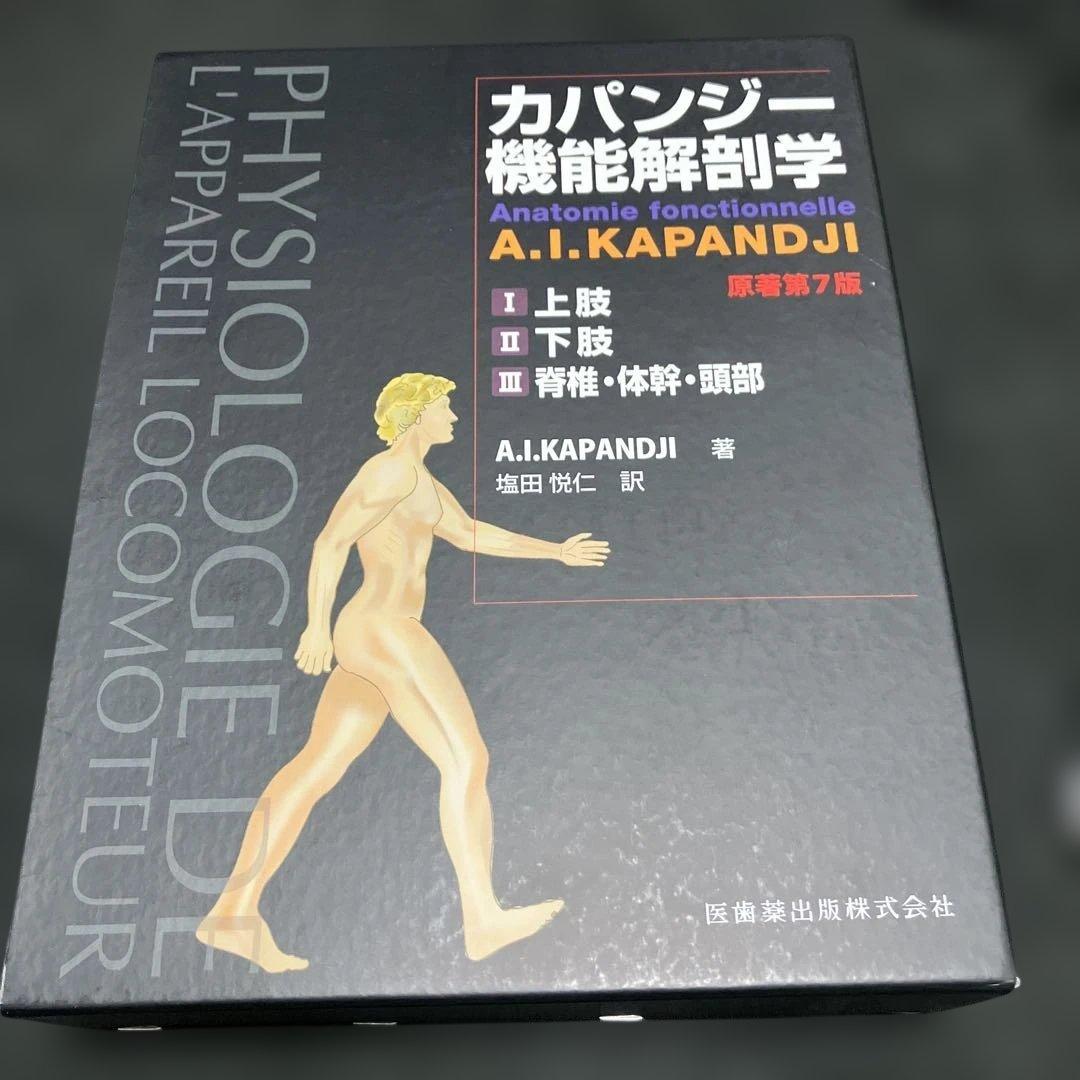 PHYSIOLOGIE DE
L'APPAREIL LOCOMOTEUR
カパンジー
機能解剖学
Anatomie fonctionnelle
A.I.KAPANDJI
原著第7版
I 上肢
II 下肢
III 脊椎・体幹・頭部
A.I.KAPANDJI 著
塩田 悦仁 訳
医歯薬出版株式会社